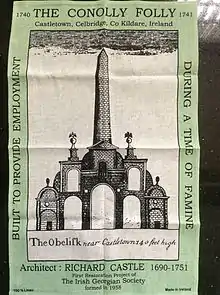 1740 THE CONOLLY FOLLY 1741
Castletown, Celbridge, Co Kildare, Ireland
BUILT TO PROVIDE EMPLOYMENT
DURING A TIME OF FAMINE
The Obelisk near Castletown 140 feet high
Architect: RICHARD CASTLE 1690-1751
First Restoration Project of
The Irish Georgian Society
formed in 1958
100% Linen
Made in Ireland